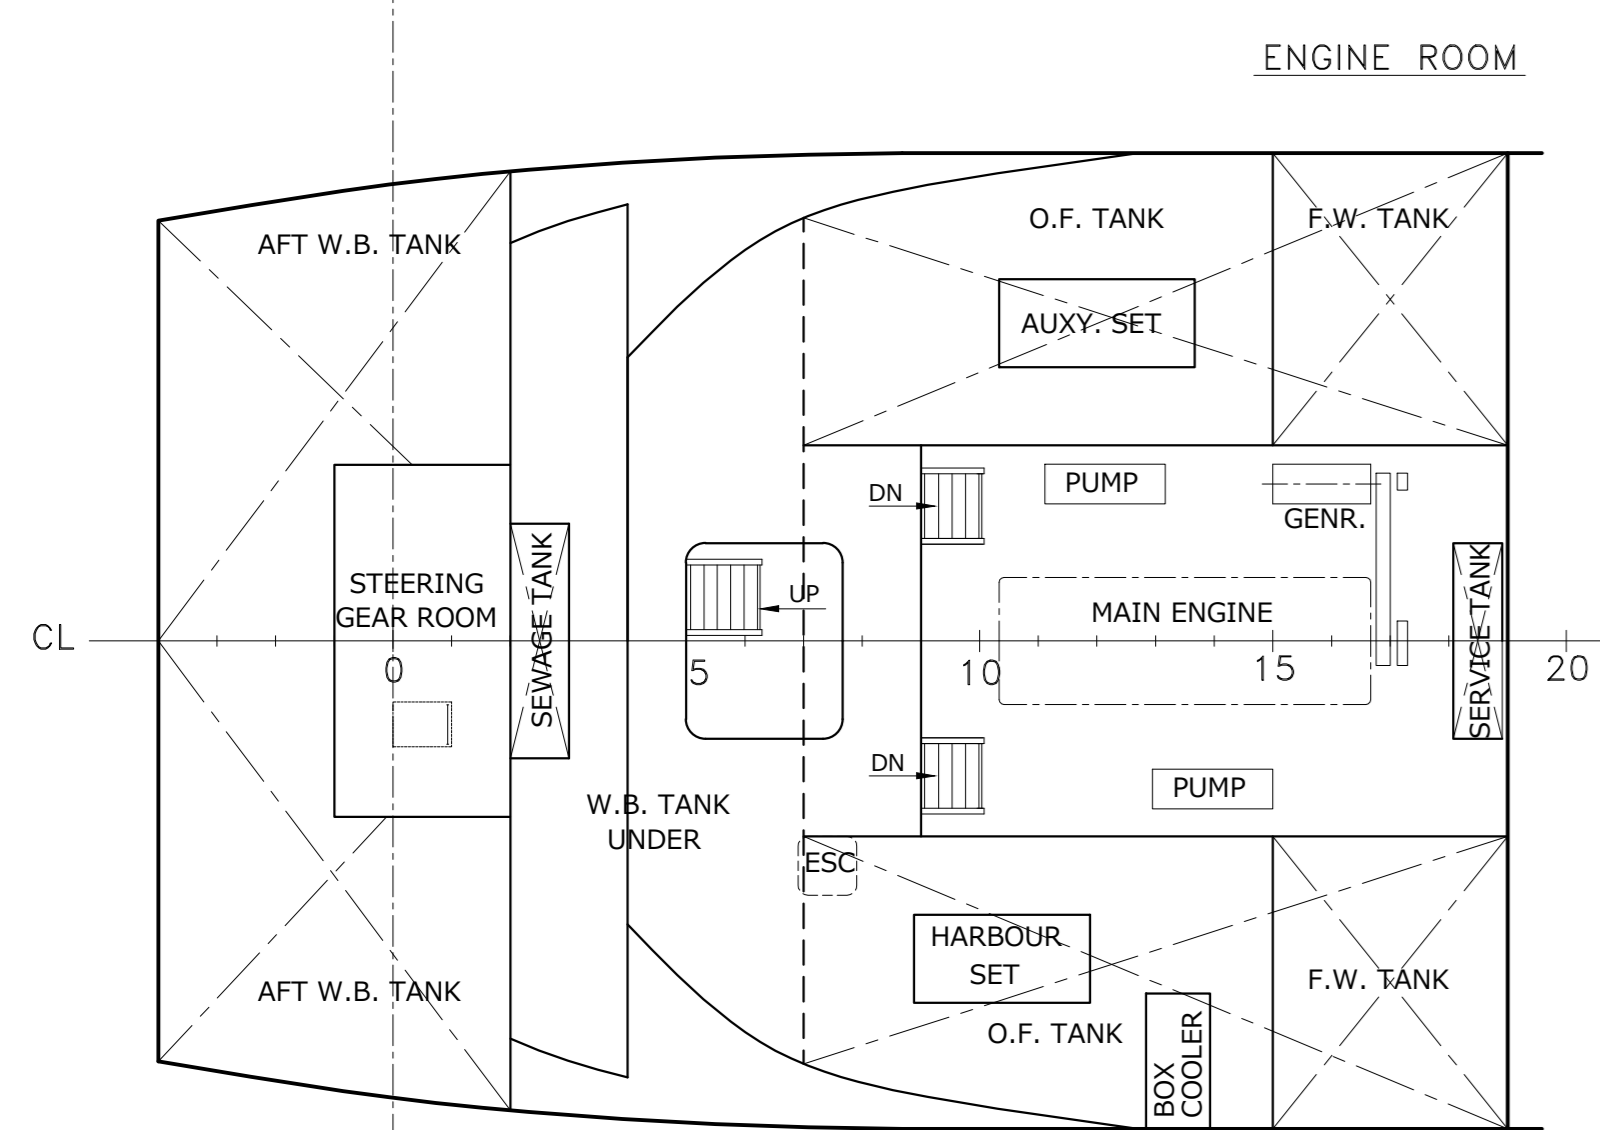 ENGINE ROOM
AFT W.B. TANK
O.F. TANK
F.W. TANK
AUXY. SET
DN
PUMP
GENR.
STEERING
GEAR ROOM
SEWAGE TANK
UP
MAIN ENGINE
SERVICE TANK
CL
0
5
10
15
20
DN
PUMP
W.B. TANK
UNDER
ESC
HARBOUR
SET
AFT W.B. TANK
O.F. TANK
BOX
COOLER
F.W. TANK